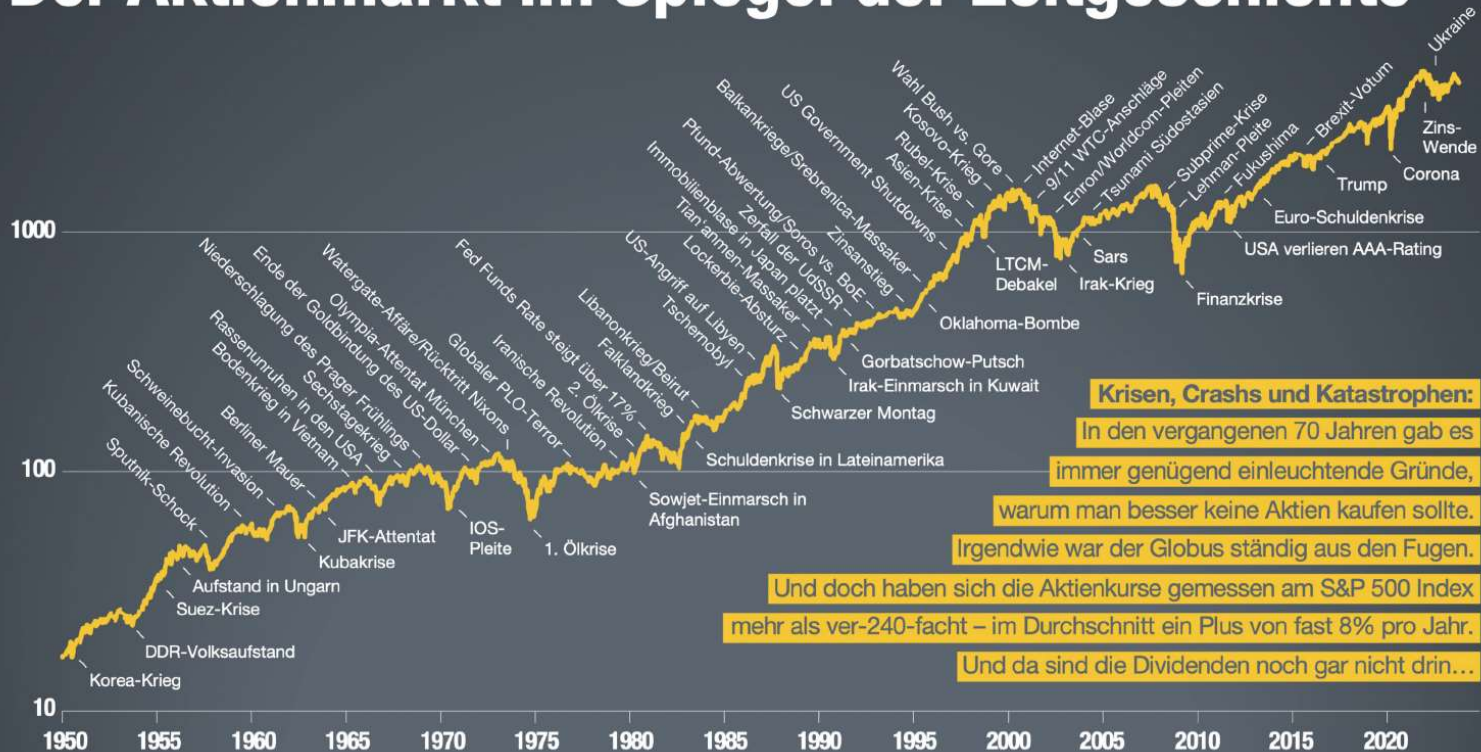 Der Aktienmarkt im Spiegel der Zeitgeschichte
1000
100
10
1950
1955
1960
1965
1970
1975
1980
1985
1990
1995
2000
2005
2010
2015
2020
Korea-Krieg
DDR-Volksaufstand
Suez-Krise
Aufstand in Ungarn
Sputnik-Schock
Kubanische Revolution
Schweinebucht-Invasion
Berliner Mauer
Kubakrise
JFK-Attentat
Bodenkrieg in Vietnam
Rassenunruhen in den USA
Sechstagekrieg
Niederschlagung des Prager Frühlings
IOS-
Pleite
Ende der Goldbindung des US-Dollar
Olympia-Attentat München
Watergate-Affäre/Rücktritt Nixons
1. Ölkrise
Globaler PLO-Terror
Iranische Revolution
2. Ölkrise
Sowjet-Einmarsch in
Afghanistan
Fed Funds Rate steigt über 17%
Falklandkrieg
Libanonkrieg/Beirut
Schuldenkrise in Lateinamerika
Tschernobyl
US-Angriff auf Libyen
Schwarzer Montag
Lockerbie-Absturz
Tian'anmen-Massaker
Immobilienblase in Japan platzt
Irak-Einmarsch in Kuwait
Gorbatschow-Putsch
Zerfall der UdSSR
Pfund-Abwertung/Soros vs. BoE
Zinsanstieg
Balkankriege/Srebrenica-Massaker
Oklahoma-Bombe
US Government Shutdowns
Asien-Krise
Rubel-Krise
LTCM-
Debakel
Kosovo-Krieg
Wahl Bush vs. Gore
Internet-Blase
9/11 WTC-Anschläge
Enron/Worldcom-Pleiten
Irak-Krieg
Sars
Tsunami Südostasien
Subprime-Krise
Lehman-Pleite
Finanzkrise
Fukushima
USA verlieren AAA-Rating
Euro-Schuldenkrise
Brexit-Votum
Trump
Corona
Zins-
Wende
Ukraine
Krisen, Crashs und Katastrophen:
In den vergangenen 70 Jahren gab es
immer genügend einleuchtende Gründe,
warum man besser keine Aktien kaufen sollte.
Irgendwie war der Globus ständig aus den Fugen.
Und doch haben sich die Aktienkurse gemessen am S&P 500 Index
mehr als ver-240-facht – im Durchschnitt ein Plus von fast 8% pro Jahr.
Und da sind die Dividenden noch gar nicht drin…